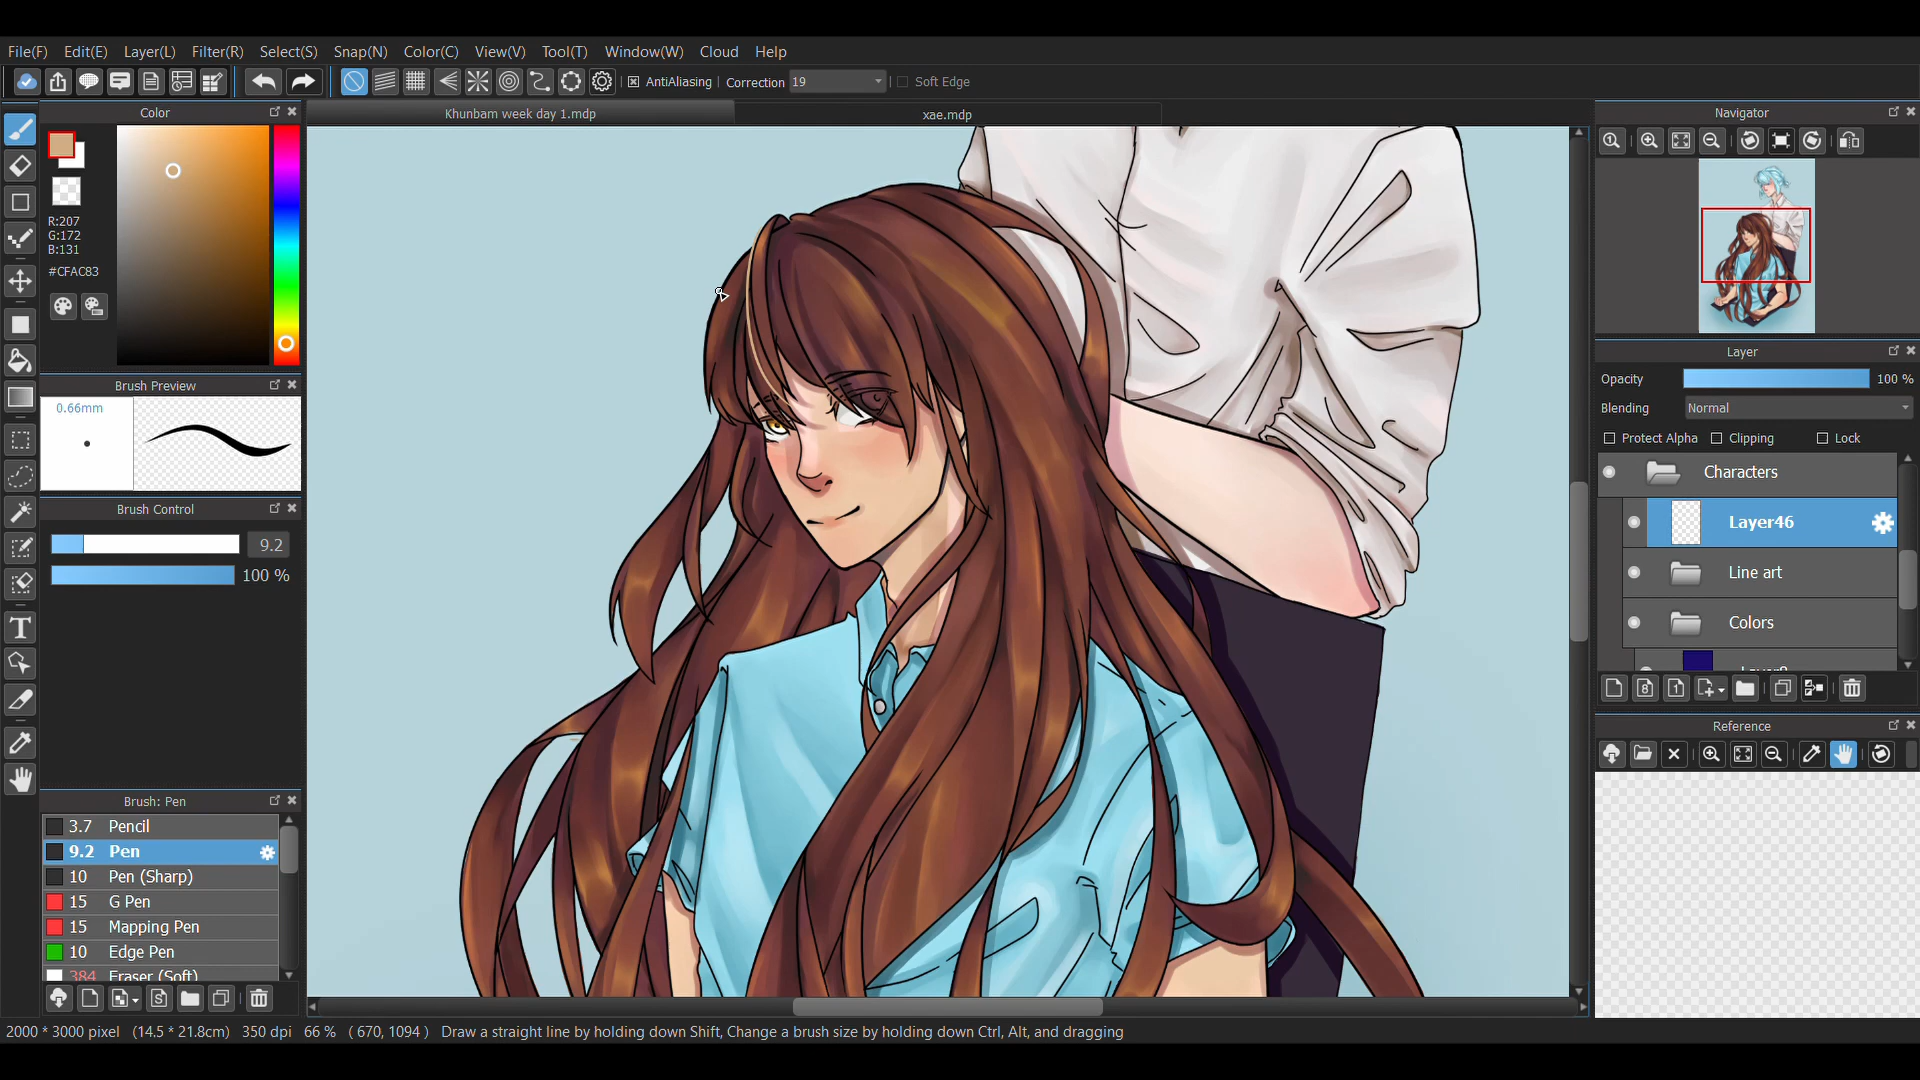 File(F) Edit(E) Layer(L) Filter(R) Select(S) Snap(N) Color(C) View(V) Tool(T) Window(W) Cloud Help
AntiAliasing Correction 19 Soft Edge
Color
Khunbam week day 1.mdp
xae.mdp
R:207
G:172
B:131
#CFAC83
Brush Preview
0.66mm
Brush Control
9.2
100 %
Brush: Pen
3.7 Pencil
9.2 Pen
10 Pen (Sharp)
15 G Pen
15 Mapping Pen
10 Edge Pen
384 Eraser (Soft)
Navigator
Layer
Opacity 100 %
Blending Normal
Protect Alpha Clipping Lock
Characters
Layer46
Line art
Colors
Reference
2000 * 3000 pixel (14.5 * 21.8cm) 350 dpi 66 % ( 670, 1094 ) Draw a straight line by holding down Shift, Change a brush size by holding down Ctrl, Alt, and dragging